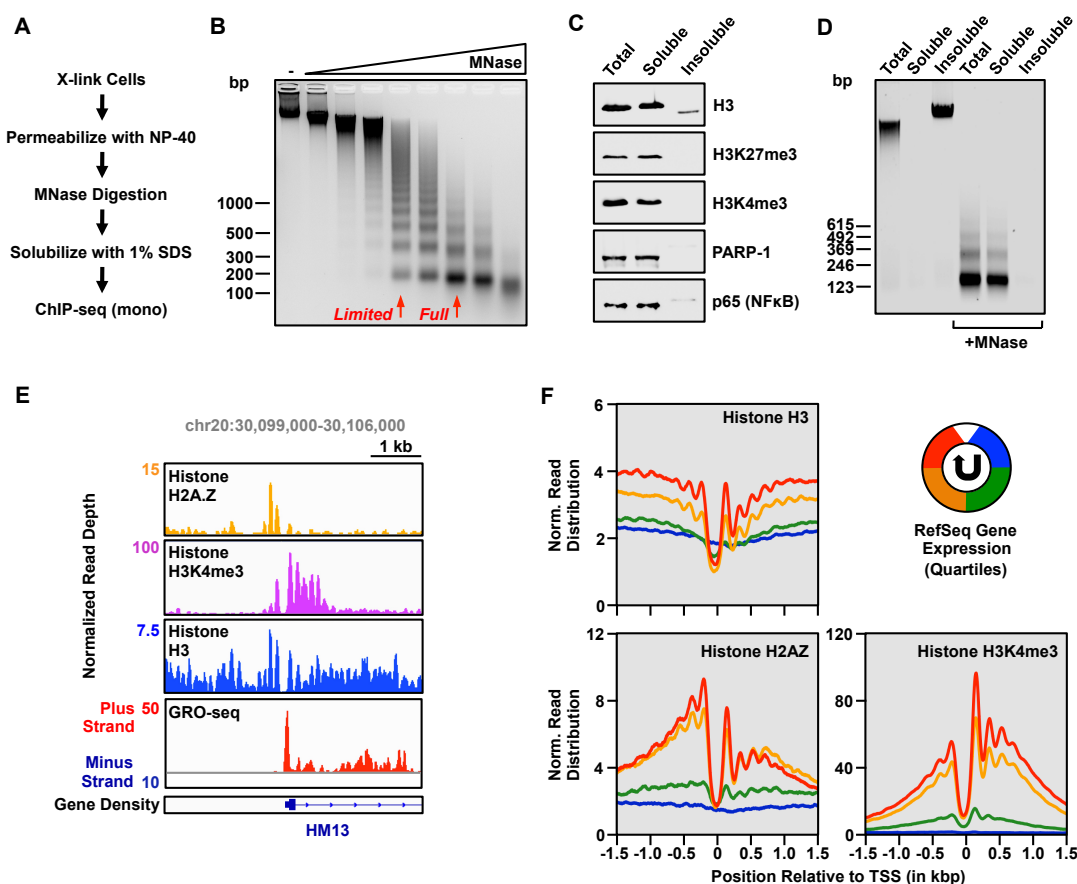 A
X-link Cells
Permeabilize with NP-40
MNase Digestion
Solubilize with 1% SDS
ChIP-seq (mono)
B
MNase
bp
-
1000
500
300
200
100
Limited
Full
C
Total
Soluble
Insoluble
H3
H3K27me3
H3K4me3
PARP-1
p65 (NFκB)
D
Total
Soluble
Insoluble
Total
Soluble
Insoluble
bp
615
492
369
246
123
+MNase
E
chr20:30,099,000-30,106,000
1 kb
Normalized Read Depth
15
Histone
H2A.Z
100
Histone
H3K4me3
7.5
Histone
H3
Plus 50
Strand
GRO-seq
Minus
Strand 10
Gene Density
HM13
F
Norm. Read
Distribution
6
4
2
0
Histone H3
RefSeq Gene
Expression
(Quartiles)
Norm. Read
Distribution
12
8
4
0
Histone H2AZ
-1.5 -1.0 -0.5 0 0.5 1.0 1.5
120
80
40
0
Histone H3K4me3
-1.5 -1.0 -0.5 0 0.5 1.0 1.5
Position Relative to TSS (in kbp)